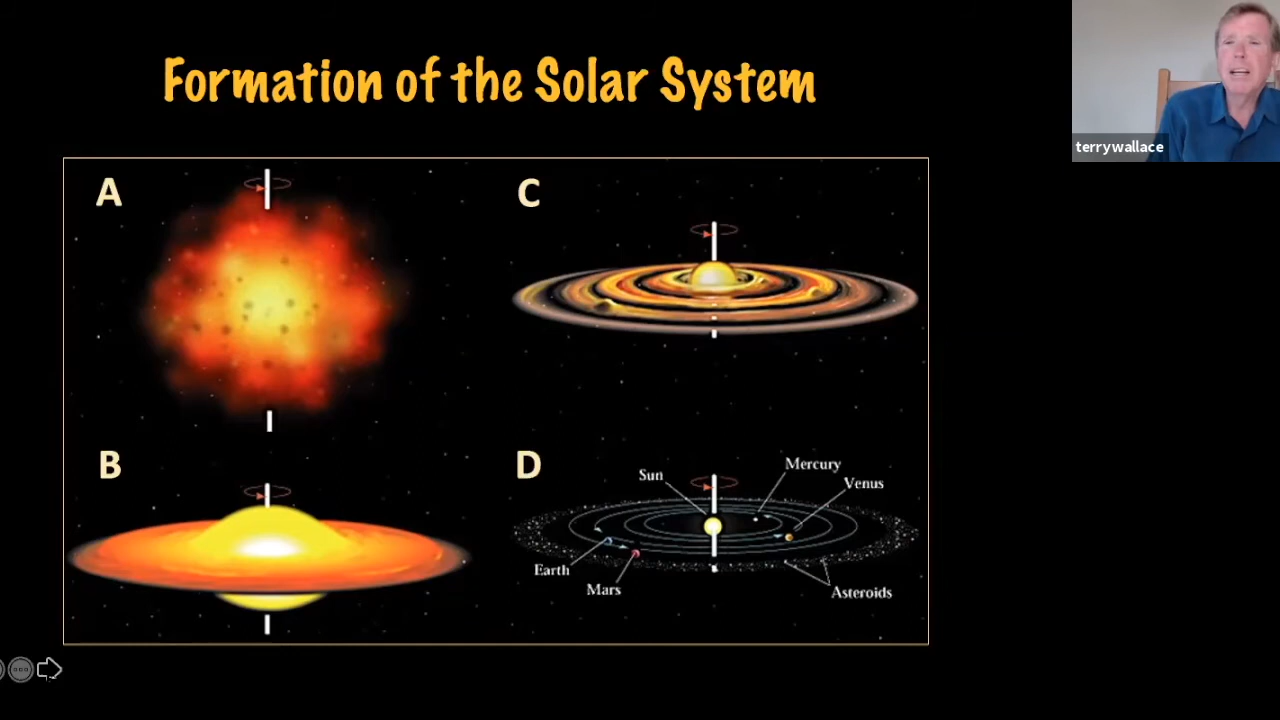 Formation of the Solar System
terrywallace
A
C
B
D
Sun
Mercury
Venus
Earth
Mars
Asteroids